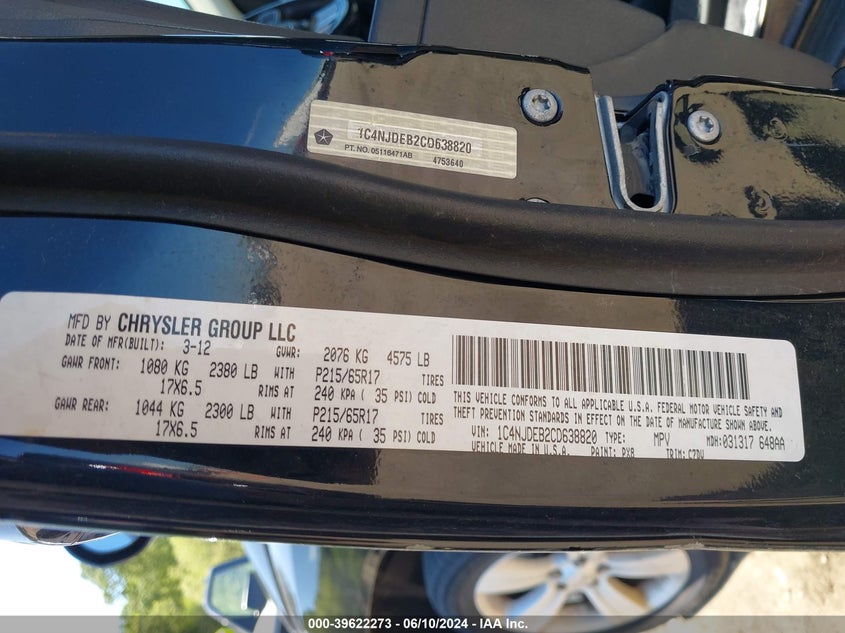 1C4NJDEB2CD638820
PT. NO. 05116471AB 4753640
MFD BY CHRYSLER GROUP LLC
DATE OF MFR(BUILT): 3-12 GVWR: 2076 KG 4575 LB
GAWR FRONT: 1080 KG 2380 LB WITH P215/65R17 TIRES
17X6.5 RIMS AT 240 KPA ( 35 PSI) COLD
GAWR REAR: 1044 KG 2300 LB WITH P215/65R17 TIRES
17X6.5 RIMS AT 240 KPA ( 35 PSI) COLD
THIS VEHICLE CONFORMS TO ALL APPLICABLE U.S.A. FEDERAL MOTOR VEHICLE SAFETY AND
THEFT PREVENTION STANDARDS IN EFFECT ON THE DATE OF MANUFACTURE SHOWN ABOVE.
VIN: 1C4NJDEB2CD638820 TYPE: MPV MDH: 031317 648AA
VEHICLE MADE IN U.S.A. PAINT: PX8 TRIM: C7DV
000-39622273 - 06/10/2024 - IAA Inc.